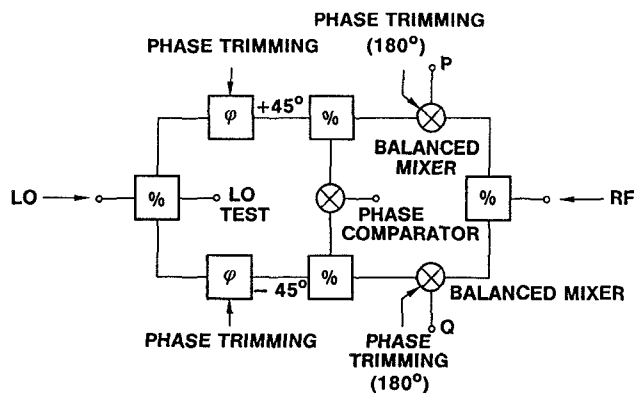 PHASE TRIMMING
(180°)
PHASE TRIMMING
P
φ
+45°
%
BALANCED
MIXER
LO
%
LO
TEST
PHASE
COMPARATOR
%
RF
φ
- 45°
%
BALANCED MIXER
PHASE TRIMMING
Q
PHASE
TRIMMING
(180°)